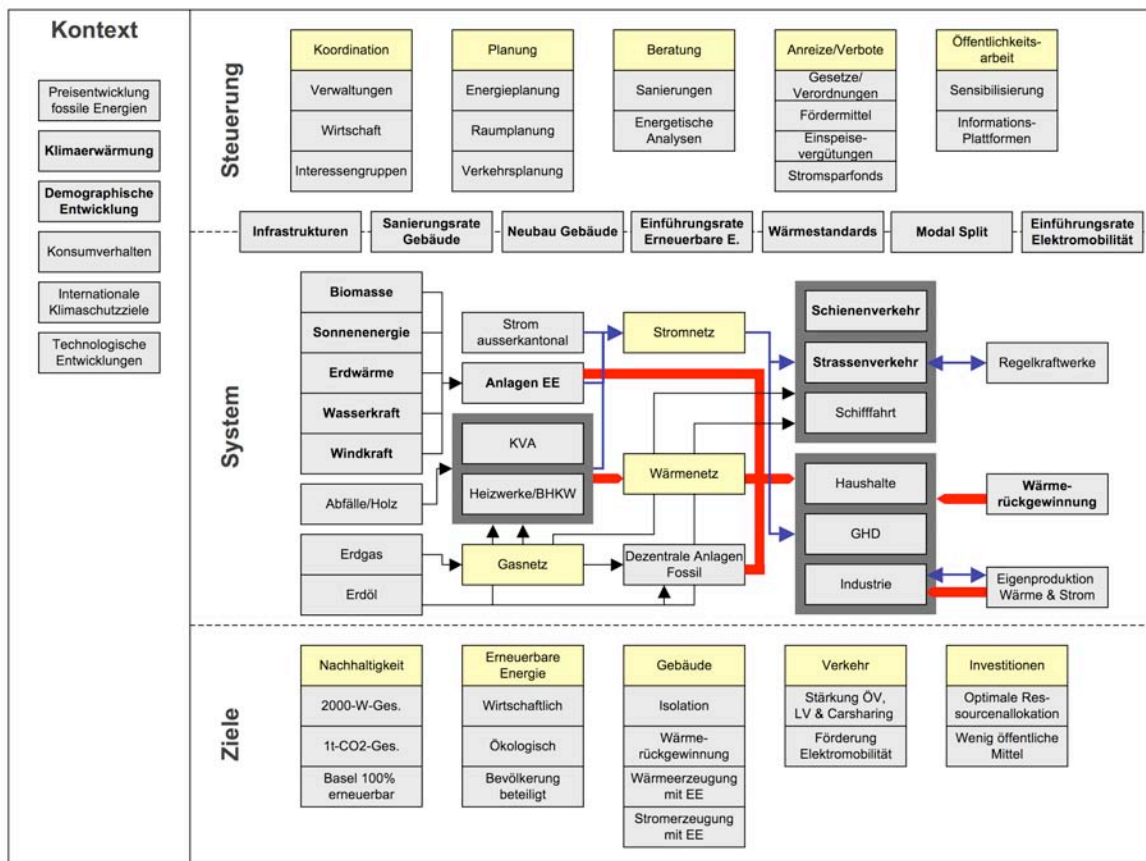 Kontext
Preisentwicklung
fossile Energien
Klimaerwärmung
Demographische
Entwicklung
Konsumverhalten
Internationale
Klimaschutzziele
Technologische
Entwicklungen
Steuerung
Koordination
Verwaltungen
Wirtschaft
Interessengruppen
Planung
Energieplanung
Raumplanung
Verkehrsplanung
Beratung
Sanierungen
Energetische
Analysen
Anreize/Verbote
Gesetze/
Verordnungen
Fördermittel
Einspeise-
vergütungen
Stromsparfonds
Öffentlichkeits-
arbeit
Sensibilisierung
Informations-
Plattformen
Infrastrukturen
Sanierungsrate
Gebäude
Neubau Gebäude
Einführungsrate
Erneuerbare E.
Wärmestandards
Modal Split
Einführungsrate
Elektromobilität
System
Biomasse
Sonnenenergie
Erdwärme
Wasserkraft
Windkraft
Abfälle/Holz
Erdgas
Erdöl
Strom
ausserkantonal
Anlagen EE
KVA
Heizwerke/BHKW
Gasnetz
Stromnetz
Wärmenetz
Dezentrale Anlagen
Fossil
Schienenverkehr
Strassenverkehr
Schifffahrt
Haushalte
GHD
Industrie
Regelkraftwerke
Wärme-
rückgewinnung
Eigenproduktion
Wärme & Strom
Ziele
Nachhaltigkeit
2000-W-Ges.
1t-CO2-Ges.
Basel 100%
erneuerbar
Erneuerbare
Energie
Wirtschaftlich
Ökologisch
Bevölkerung
beteiligt
Gebäude
Isolation
Wärme-
rückgewinnung
Wärmeerzeugung
mit EE
Stromerzeugung
mit EE
Verkehr
Stärkung ÖV,
LV & Carsharing
Förderung
Elektromobilität
Investitionen
Optimale Res-
sourcenallokation
Wenig öffentliche
Mittel